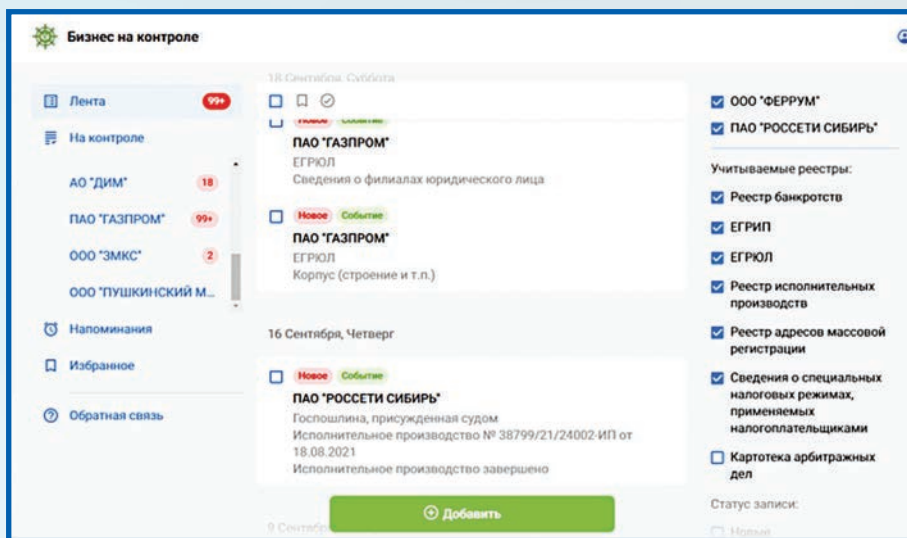 Бизнес на контроле
Лента
99+
На контроле
АО "ДИМ"
18
ПАО "ГАЗПРОМ"
99+
ООО "ЗМКС"
2
ООО "ПУШКИНСКИЙ М...
Напоминания
Избранное
Обратная связь
18 Сентября, Суббота
Новое Событие
ПАО "ГАЗПРОМ"
ЕГРЮЛ
Сведения о филиалах юридического лица
Новое Событие
ПАО "ГАЗПРОМ"
ЕГРЮЛ
Корпус (строение и т.п.)
16 Сентября, Четверг
Новое Событие
ПАО "РОССЕТИ СИБИРЬ"
Госпошлина, присужденная судом
Исполнительное производство № 38799/21/24002-ИП от
18.08.2021
Исполнительное производство завершено
Добавить
9 Сентября
ООО "ФЕРРУМ"
ПАО "РОССЕТИ СИБИРЬ"
Учитываемые реестры:
Реестр банкротств
ЕГРИП
ЕГРЮЛ
Реестр исполнительных
производств
Реестр адресов массовой
регистрации
Сведения о специальных
налоговых режимах,
применяемых
налогоплательщиками
Картотека арбитражных
дел
Статус записи:
Новые